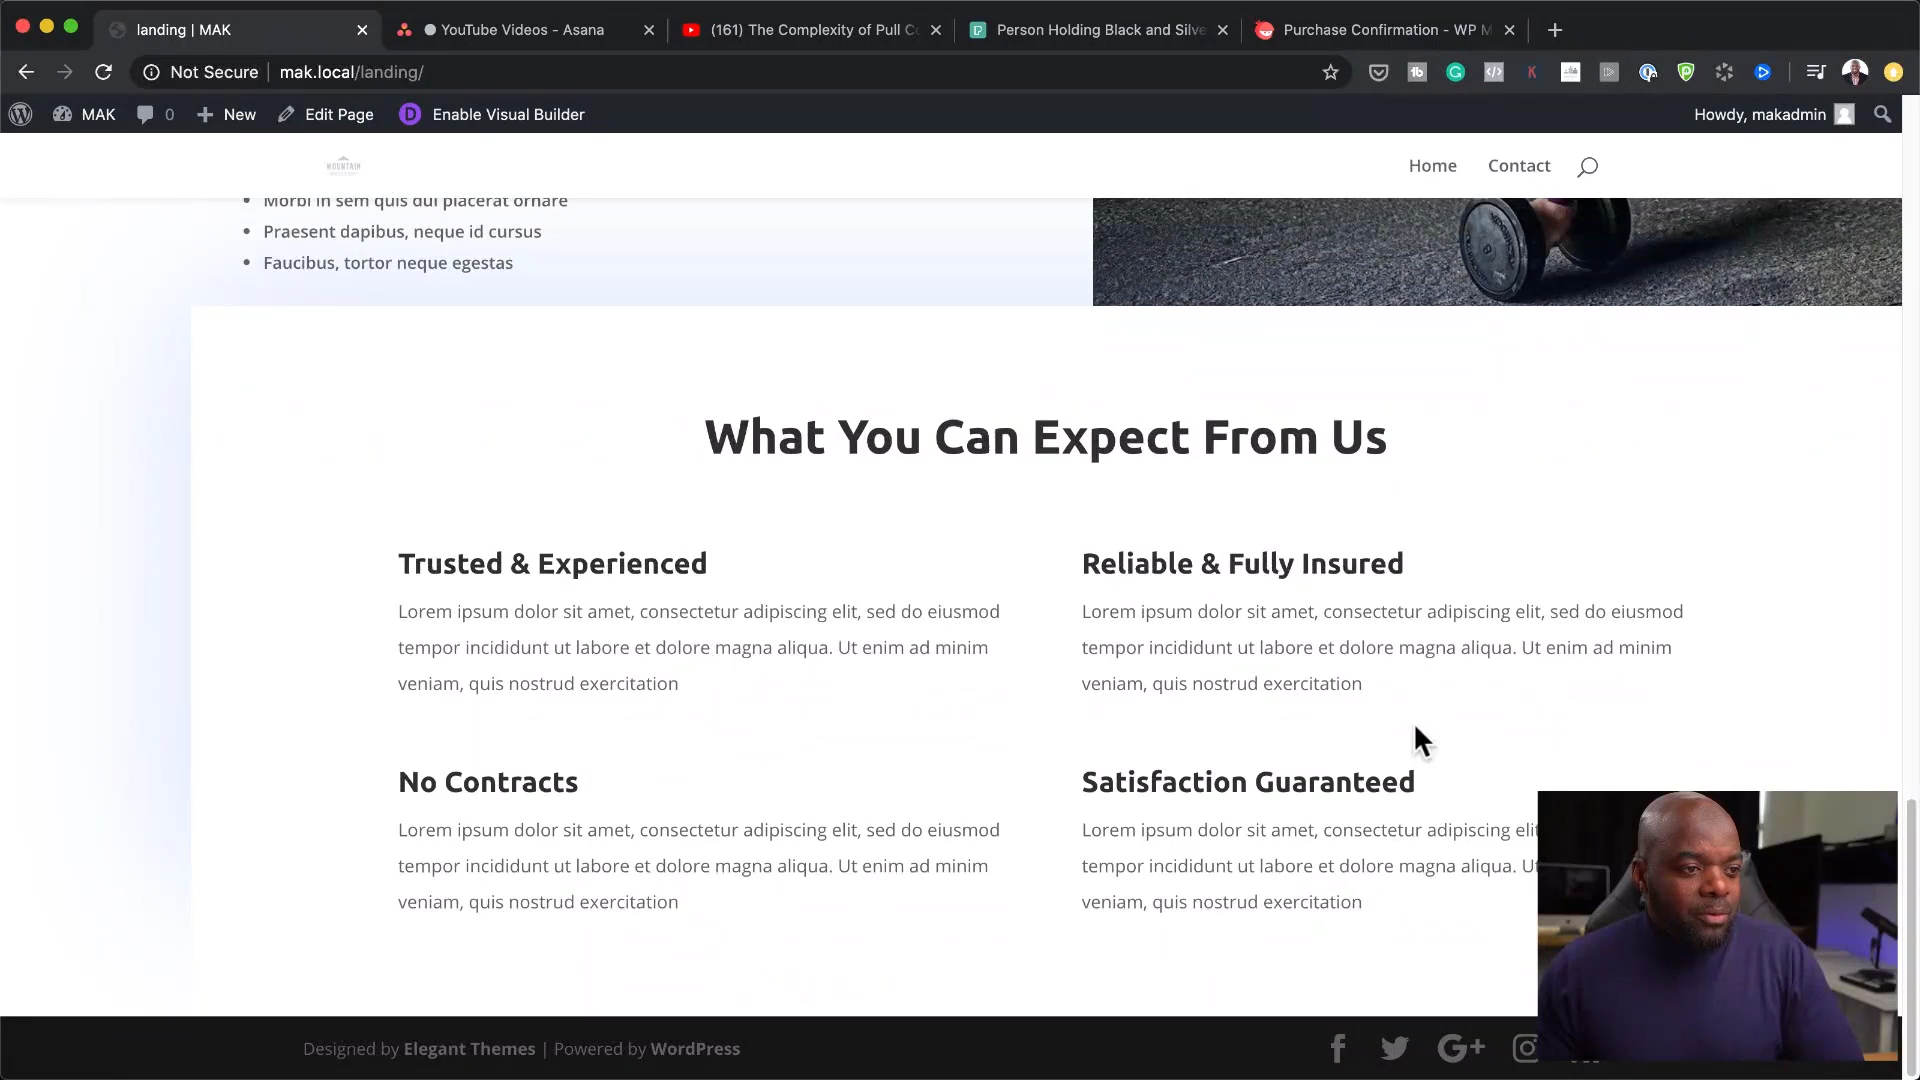 landing | MAK
YouTube Videos - Asana
(161) The Complexity of Pull Co
Person Holding Black and Silve
Purchase Confirmation - WP M
Not Secure
mak.local/landing/
MAK
0
New
Edit Page
Enable Visual Builder
Howdy, makadmin
MOUNTAIN
Home
Contact
Morbi in sem quis dui placerat ornare
Praesent dapibus, neque id cursus
Faucibus, tortor neque egestas
What You Can Expect From Us
Trusted & Experienced
Lorem ipsum dolor sit amet, consectetur adipiscing elit, sed do eiusmod
tempor incididunt ut labore et dolore magna aliqua. Ut enim ad minim
veniam, quis nostrud exercitation
Reliable & Fully Insured
Lorem ipsum dolor sit amet, consectetur adipiscing elit, sed do eiusmod
tempor incididunt ut labore et dolore magna aliqua. Ut enim ad minim
veniam, quis nostrud exercitation
No Contracts
Lorem ipsum dolor sit amet, consectetur adipiscing elit, sed do eiusmod
tempor incididunt ut labore et dolore magna aliqua. Ut enim ad minim
veniam, quis nostrud exercitation
Satisfaction Guaranteed
Lorem ipsum dolor sit amet, consectetur adipiscing elit
tempor incididunt ut labore et dolore magna aliqua. Ut
veniam, quis nostrud exercitation
Designed by Elegant Themes | Powered by WordPress